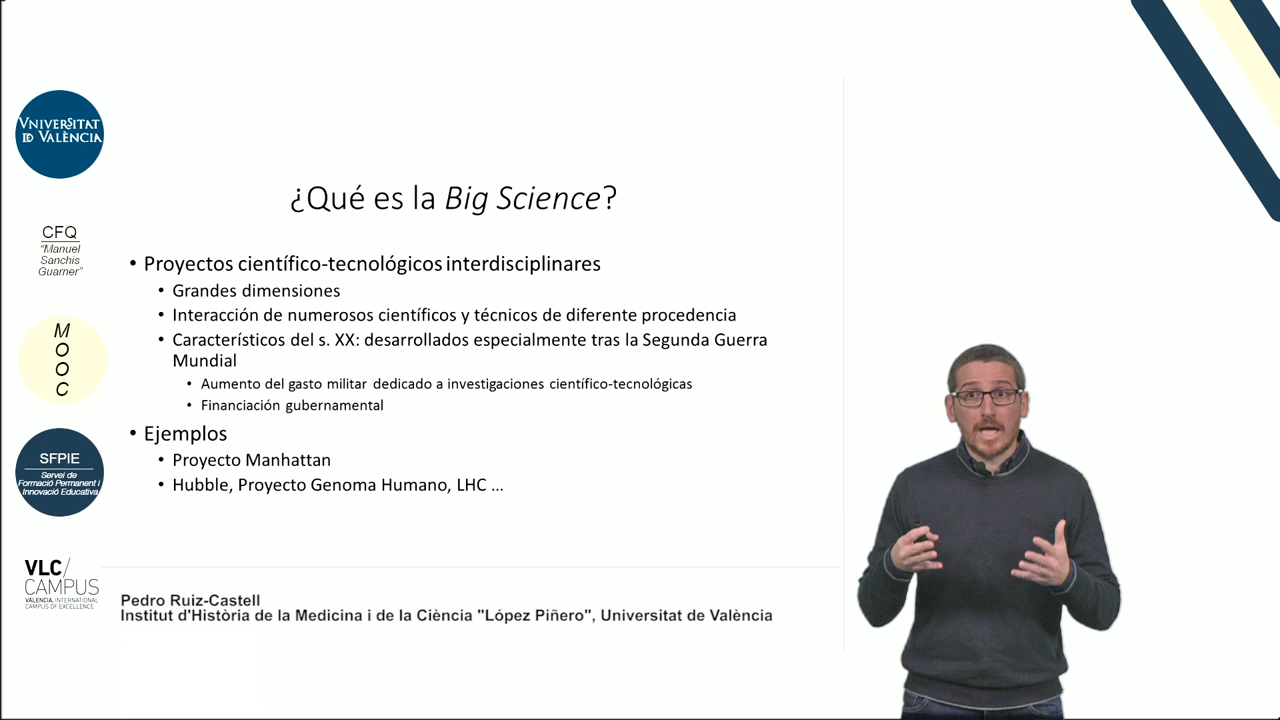 VNIVERSITAT
ID VALÈNCIA
CFQ
"Manuel
Sanchis
Guarner"
M
O
O
C
SFPIE
Servei de
Formació Permanent i
Innovació Educativa
VLC/
CAMPUS
VALENCIA, INTERNATIONAL
CAMPUS OF EXCELLENCE
¿Qué es la Big Science?
• Proyectos científico-tecnológicos interdisciplinares
• Grandes dimensiones
• Interacción de numerosos científicos y técnicos de diferente procedencia
• Característicos del s. XX: desarrollados especialmente tras la Segunda Guerra
Mundial
• Aumento del gasto militar dedicado a investigaciones científico-tecnológicas
• Financiación gubernamental
• Ejemplos
• Proyecto Manhattan
• Hubble, Proyecto Genoma Humano, LHC ...
Pedro Ruiz-Castell
Institut d'Història de la Medicina i de la Ciència "López Piñero", Universitat de València